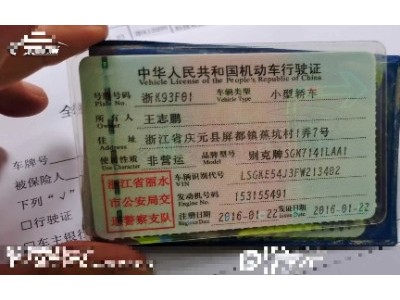 中华人民共和国机动车行驶证
Vehicle License of the People's Republic of China
号牌号码 浙K93F01 车辆类型 小型轿车
Plate No. Vehicle Type
所有人 王志鹏
Owner
住址 浙江省庆元县屏都镇蕉坑村1弄7号
Address
使用性质 非营运 品牌型号 别克牌SGK7141LAA1
Use Character Model
浙江省丽水 车辆识别代号 LSGKE54J3FW213402
VIN
市公安局交 发动机号码 153155491
Engine No.
通警察支队 注册日期 2016-01-22 发证日期 2016-01-22
Register Date Issue Date
车牌号
被保险人
下列"√"
□行驶证
□车主